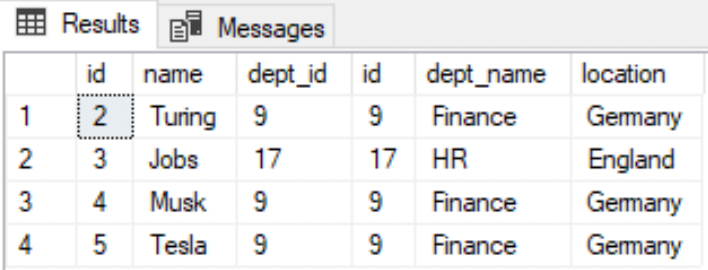 Results Messages
id name dept_id id dept_name location
1 2 Turing 9 9 Finance Germany
2 3 Jobs 17 17 HR England
3 4 Musk 9 9 Finance Germany
4 5 Tesla 9 9 Finance Germany